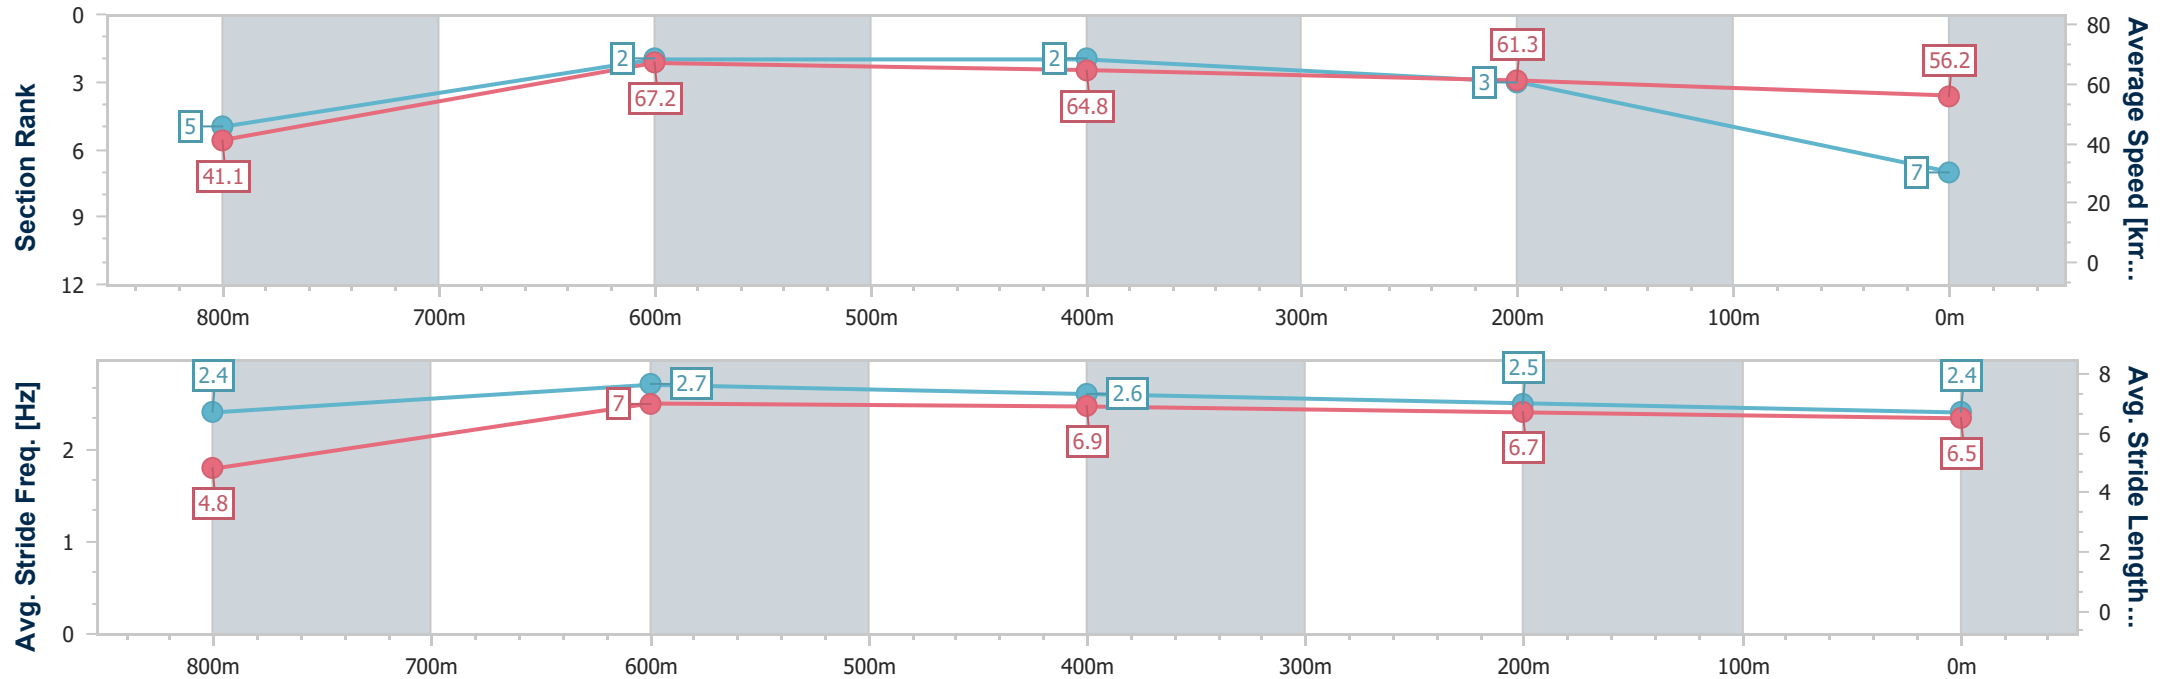 Section Rank
0
3
6
9
12
5
2
2
3
7
41.1
67.2
64.8
61.3
56.2
80
60
40
20
0
Average Speed [km...
800m
700m
600m
500m
400m
300m
200m
100m
0m
Avg. Stride Freq. [Hz]
2
1
0
2.4
2.7
2.6
2.5
2.4
4.8
7
6.9
6.7
6.5
8
6
4
2
0
Avg. Stride Length...
800m
700m
600m
500m
400m
300m
200m
100m
0m